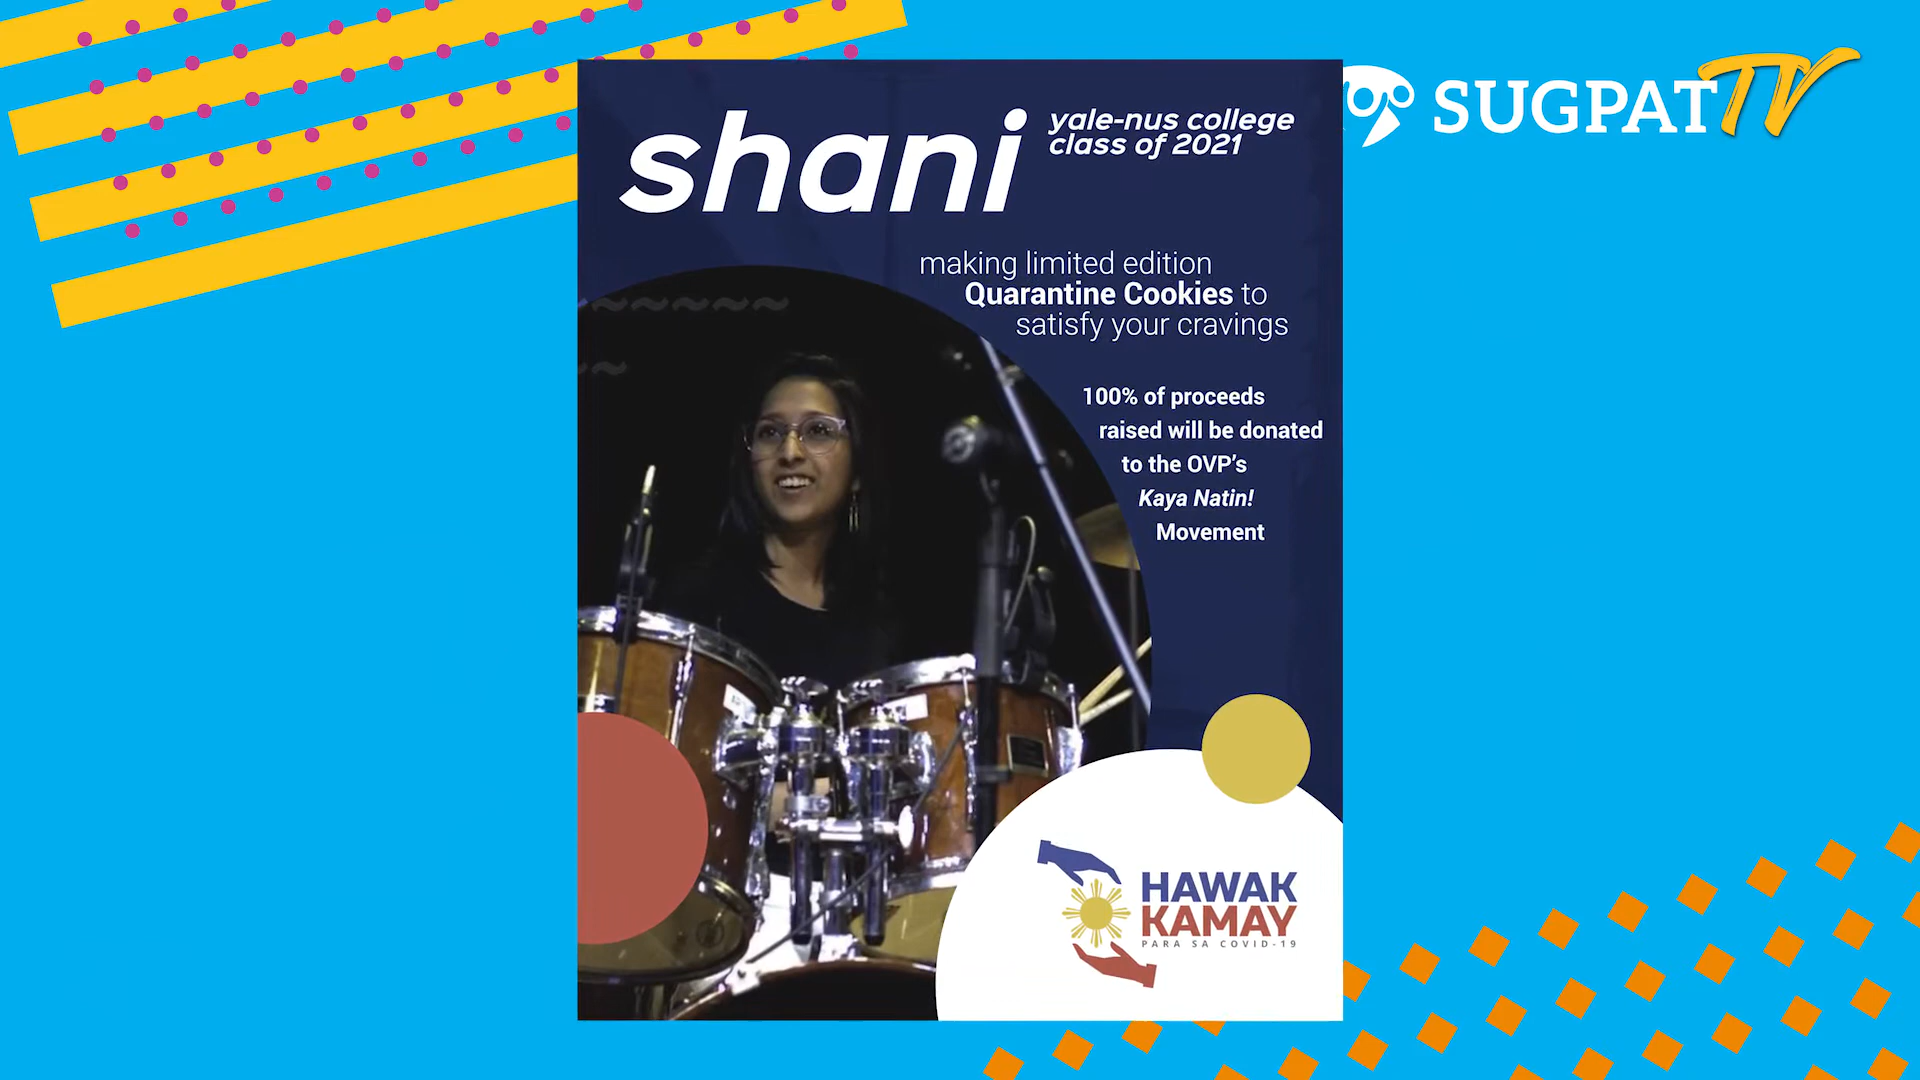 SUGPAT TV
shani
yale-nus college
class of 2021
making limited edition
Quarantine Cookies to
satisfy your cravings
100% of proceeds
raised will be donated
to the OVP's
Kaya Natin!
Movement
HAWAK
KAMAY
PARA SA COVID-19